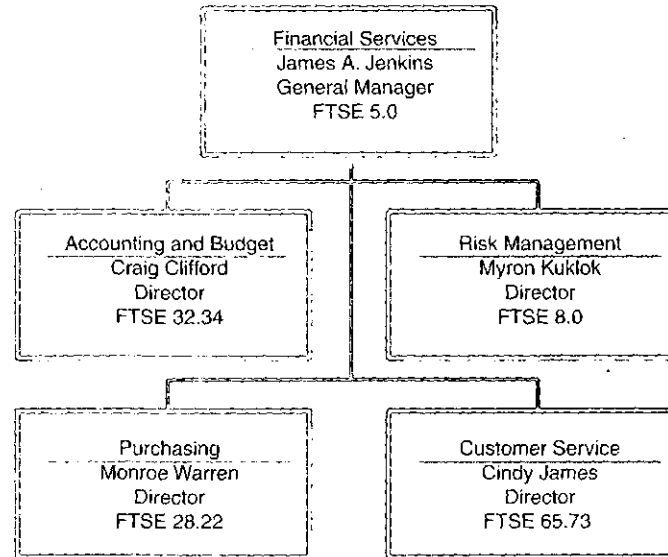 Financial Services
James A. Jenkins
General Manager
FTSE 5.0
Accounting and Budget
Craig Clifford
Director
FTSE 32.34
Risk Management
Myron Kuklok
Director
FTSE 8.0
Purchasing
Monroe Warren
Director
FTSE 28.22
Customer Service
Cindy James
Director
FTSE 65.73